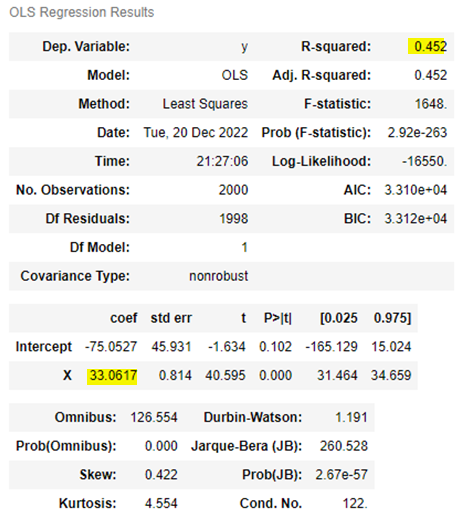 OLS Regression Results
Dep. Variable: y R-squared: 0.452
Model: OLS Adj. R-squared: 0.452
Method: Least Squares F-statistic: 1648.
Date: Tue, 20 Dec 2022 Prob (F-statistic): 2.92e-263
Time: 21:27:06 Log-Likelihood: -16550.
No. Observations: 2000 AIC: 3.310e+04
Df Residuals: 1998 BIC: 3.312e+04
Df Model: 1
Covariance Type: nonrobust
coef std err t P>|t| [0.025 0.975]
Intercept -75.0527 45.931 -1.634 0.102 -165.129 15.024
X 33.0617 0.814 40.595 0.000 31.464 34.659
Omnibus: 126.554 Durbin-Watson: 1.191
Prob(Omnibus): 0.000 Jarque-Bera (JB): 260.528
Skew: 0.422 Prob(JB): 2.67e-57
Kurtosis: 4.554 Cond. No. 122.